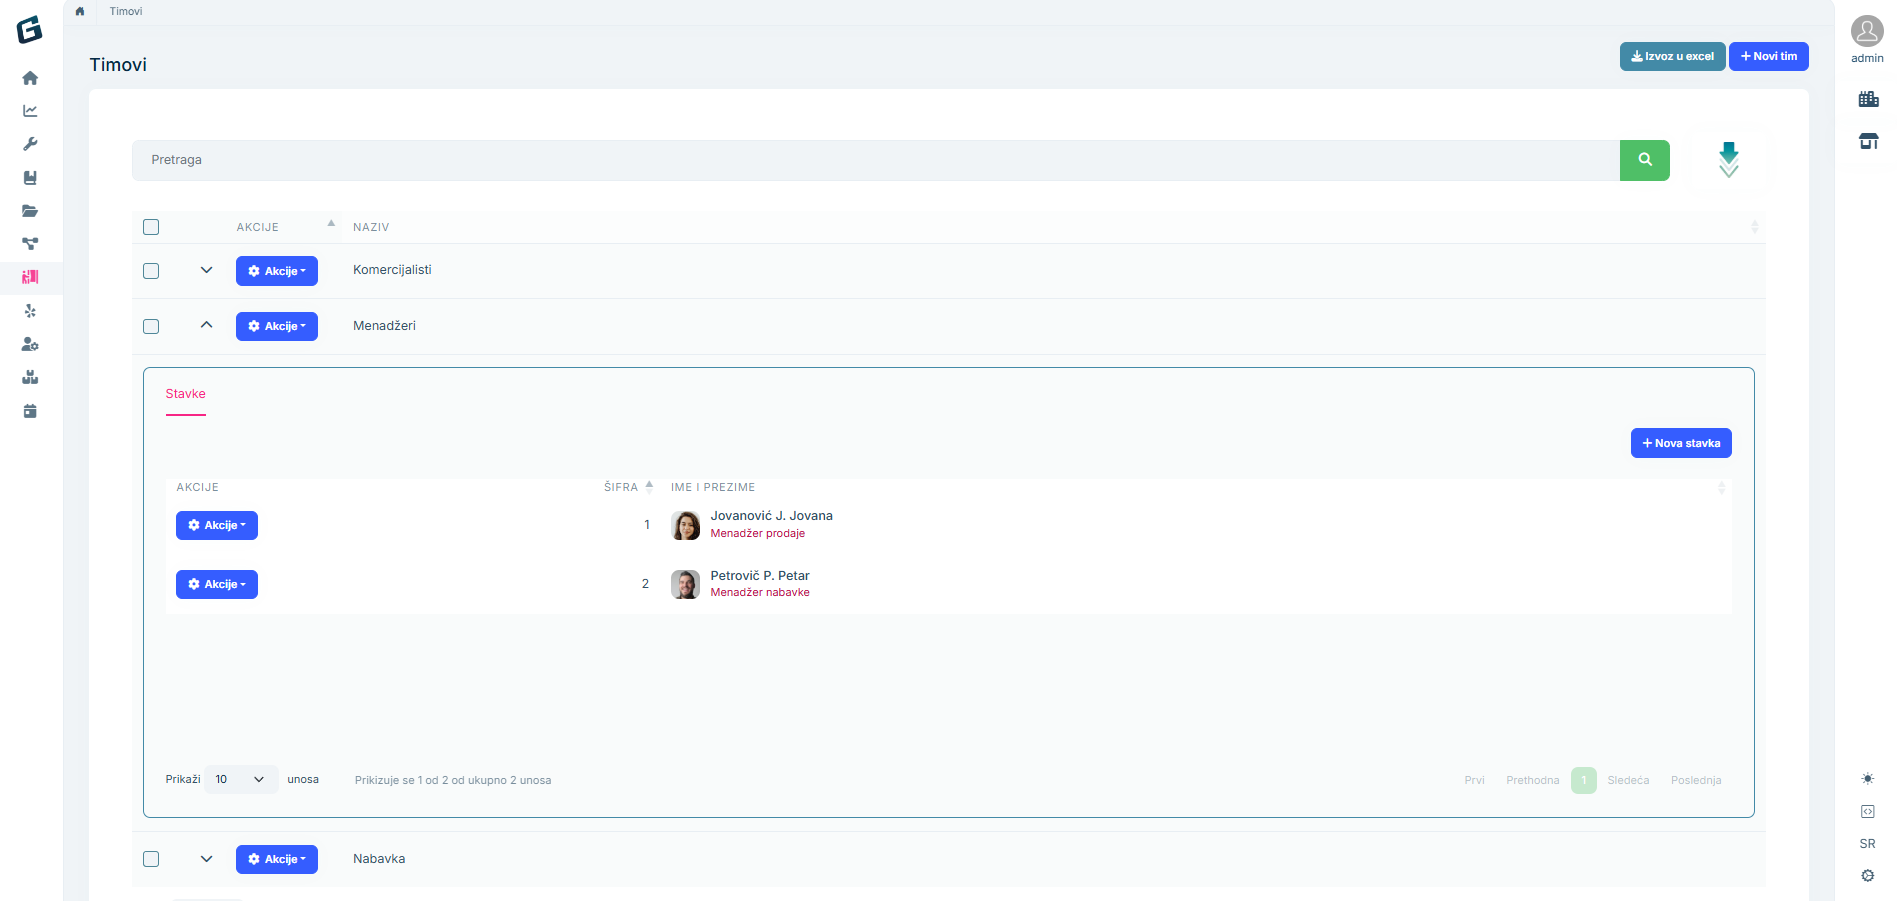 Timovi
Timovi
Izvoz u excel
Novi tim
admin
Pretraga
AKCIJE NAZIV
Akcije Komercijalisti
Akcije Menadžeri
Stavke
Nova stavka
AKCIJE ŠIFRA IME I PREZIME
Akcije 1 Jovanović J. Jovana
Menadžer prodaje
Akcije 2 Petrovič P. Petar
Menadžer nabavke
Prikaži 10 unosa Prikizuje se 1 od 2 od ukupno 2 unosa Prvi Prethodna 1 Sledeća Poslednja
Akcije Nabavka
SR